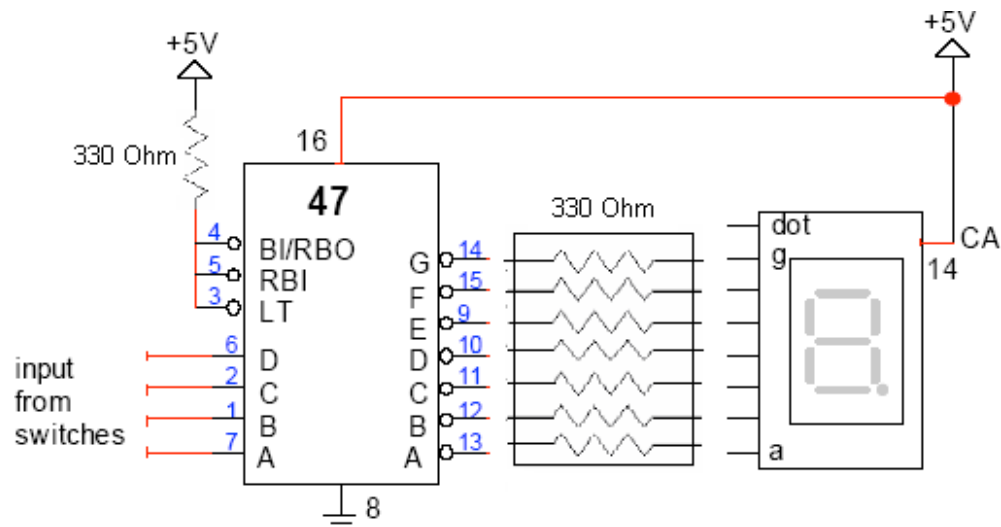 +5V
+5V
330 Ohm
16
47
330 Ohm
4
BI/RBO
5
RBI
3
LT
6
D
2
C
1
B
7
A
G
14
F
15
E
9
D
10
C
11
B
12
A
13
8
input
from
switches
dot
g
a
CA
14